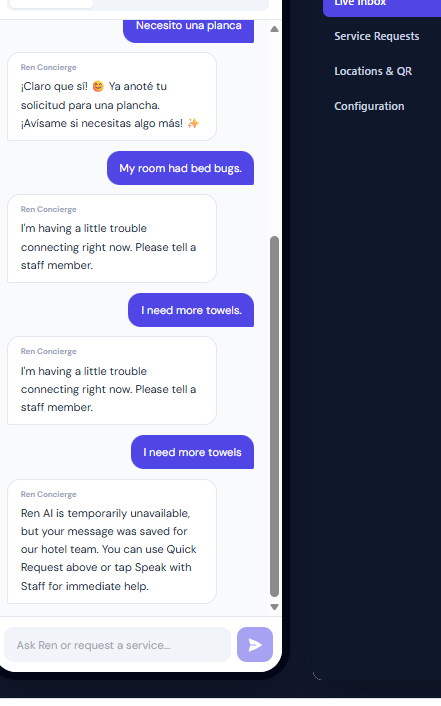 Necesito una planca
Ren Concierge
¡Claro que sí! 😊 Ya anoté tu
solicitud para una plancha.
¡Avísame si necesitas algo más! ✨
My room had bed bugs.
Ren Concierge
I'm having a little trouble
connecting right now. Please tell a
staff member.
I need more towels.
Ren Concierge
I'm having a little trouble
connecting right now. Please tell a
staff member.
I need more towels
Ren Concierge
Ren AI is temporarily unavailable,
but your message was saved for
our hotel team. You can use Quick
Request above or tap Speak with
Staff for immediate help.
Ask Ren or request a service...
Live Inbox
Service Requests
Locations & QR
Configuration